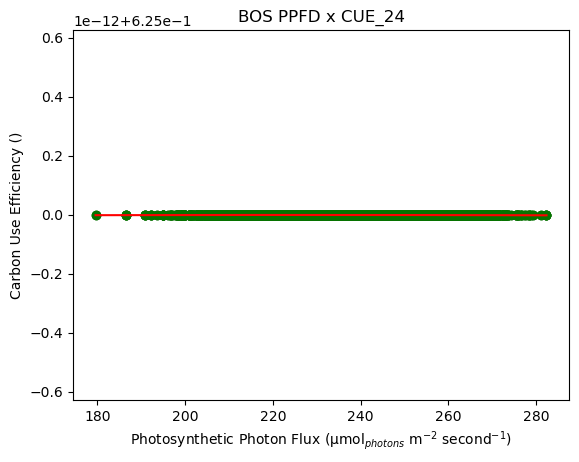 BOS PPFD x CUE_24
1e−12+6.25e−1
0.6
0.4
0.2
0.0
−0.2
−0.4
−0.6
Carbon Use Efficiency ()
180 200 220 240 260 280
Photosynthetic Photon Flux (μmol_photons m⁻² second⁻¹)